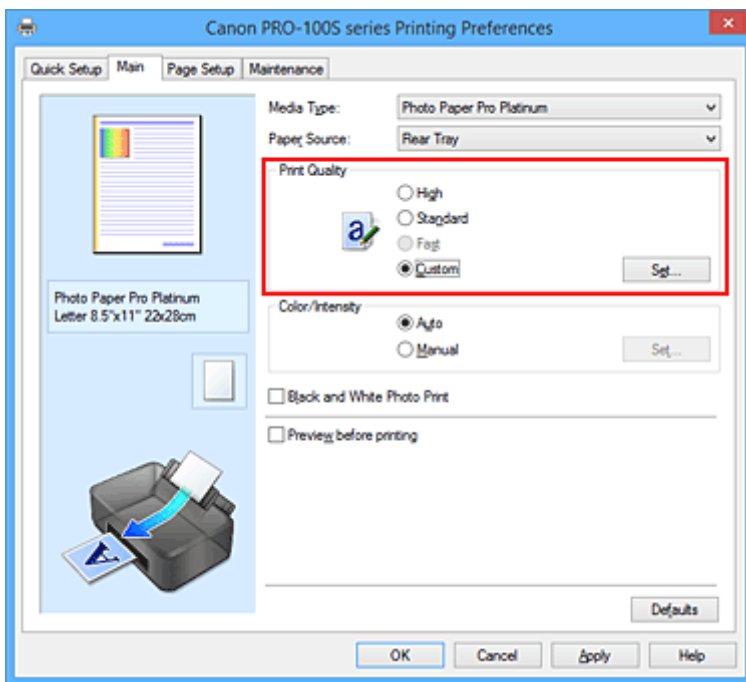 Canon PRO-100S series Printing Preferences
Quick Setup Main Page Setup Maintenance
Media Type: Photo Paper Pro Platinum
Paper Source: Rear Tray
Print Quality
High
Standard
Fast
Custom Set...
Photo Paper Pro Platinum
Letter 8.5"x11" 22x28cm
Color/Intensity
Auto
Manual Set...
Black and White Photo Print
Preview before printing
Defaults
OK Cancel Apply Help
a
A